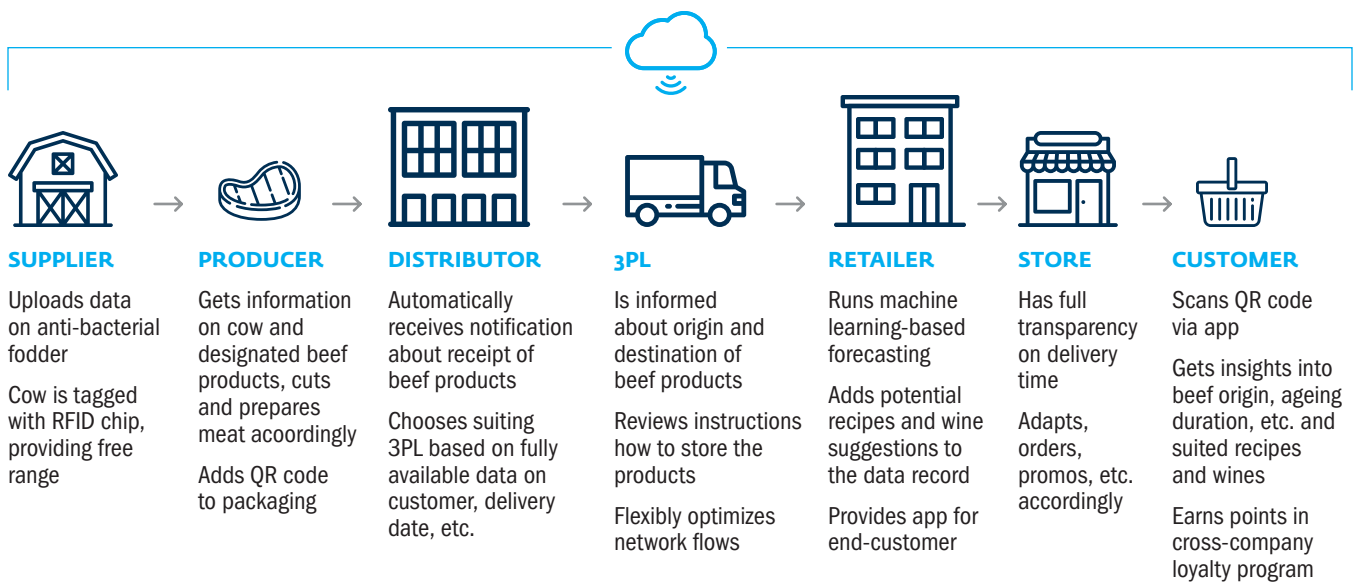 SUPPLIER
Uploads data
on anti-bacterial
fodder
Cow is tagged
with RFID chip,
providing free
range
PRODUCER
Gets information
on cow and
designated beef
products, cuts
and prepares
meat acoordingly
Adds QR code
to packaging
DISTRIBUTOR
Automatically
receives notification
about receipt of
beef products
Chooses suiting
3PL based on fully
available data on
customer, delivery
date, etc.
3PL
Is informed
about origin and
destination of
beef products
Reviews instructions
how to store the
products
Flexibly optimizes
network flows
RETAILER
Runs machine
learning-based
forecasting
Adds potential
recipes and wine
suggestions to
the data record
Provides app for
end-customer
STORE
Has full
transparency
on delivery
time
Adapts,
orders,
promos, etc.
accordingly
CUSTOMER
Scans QR code
via app
Gets insights into
beef origin, ageing
duration, etc. and
suited recipes
and wines
Earns points in
cross-company
loyalty program